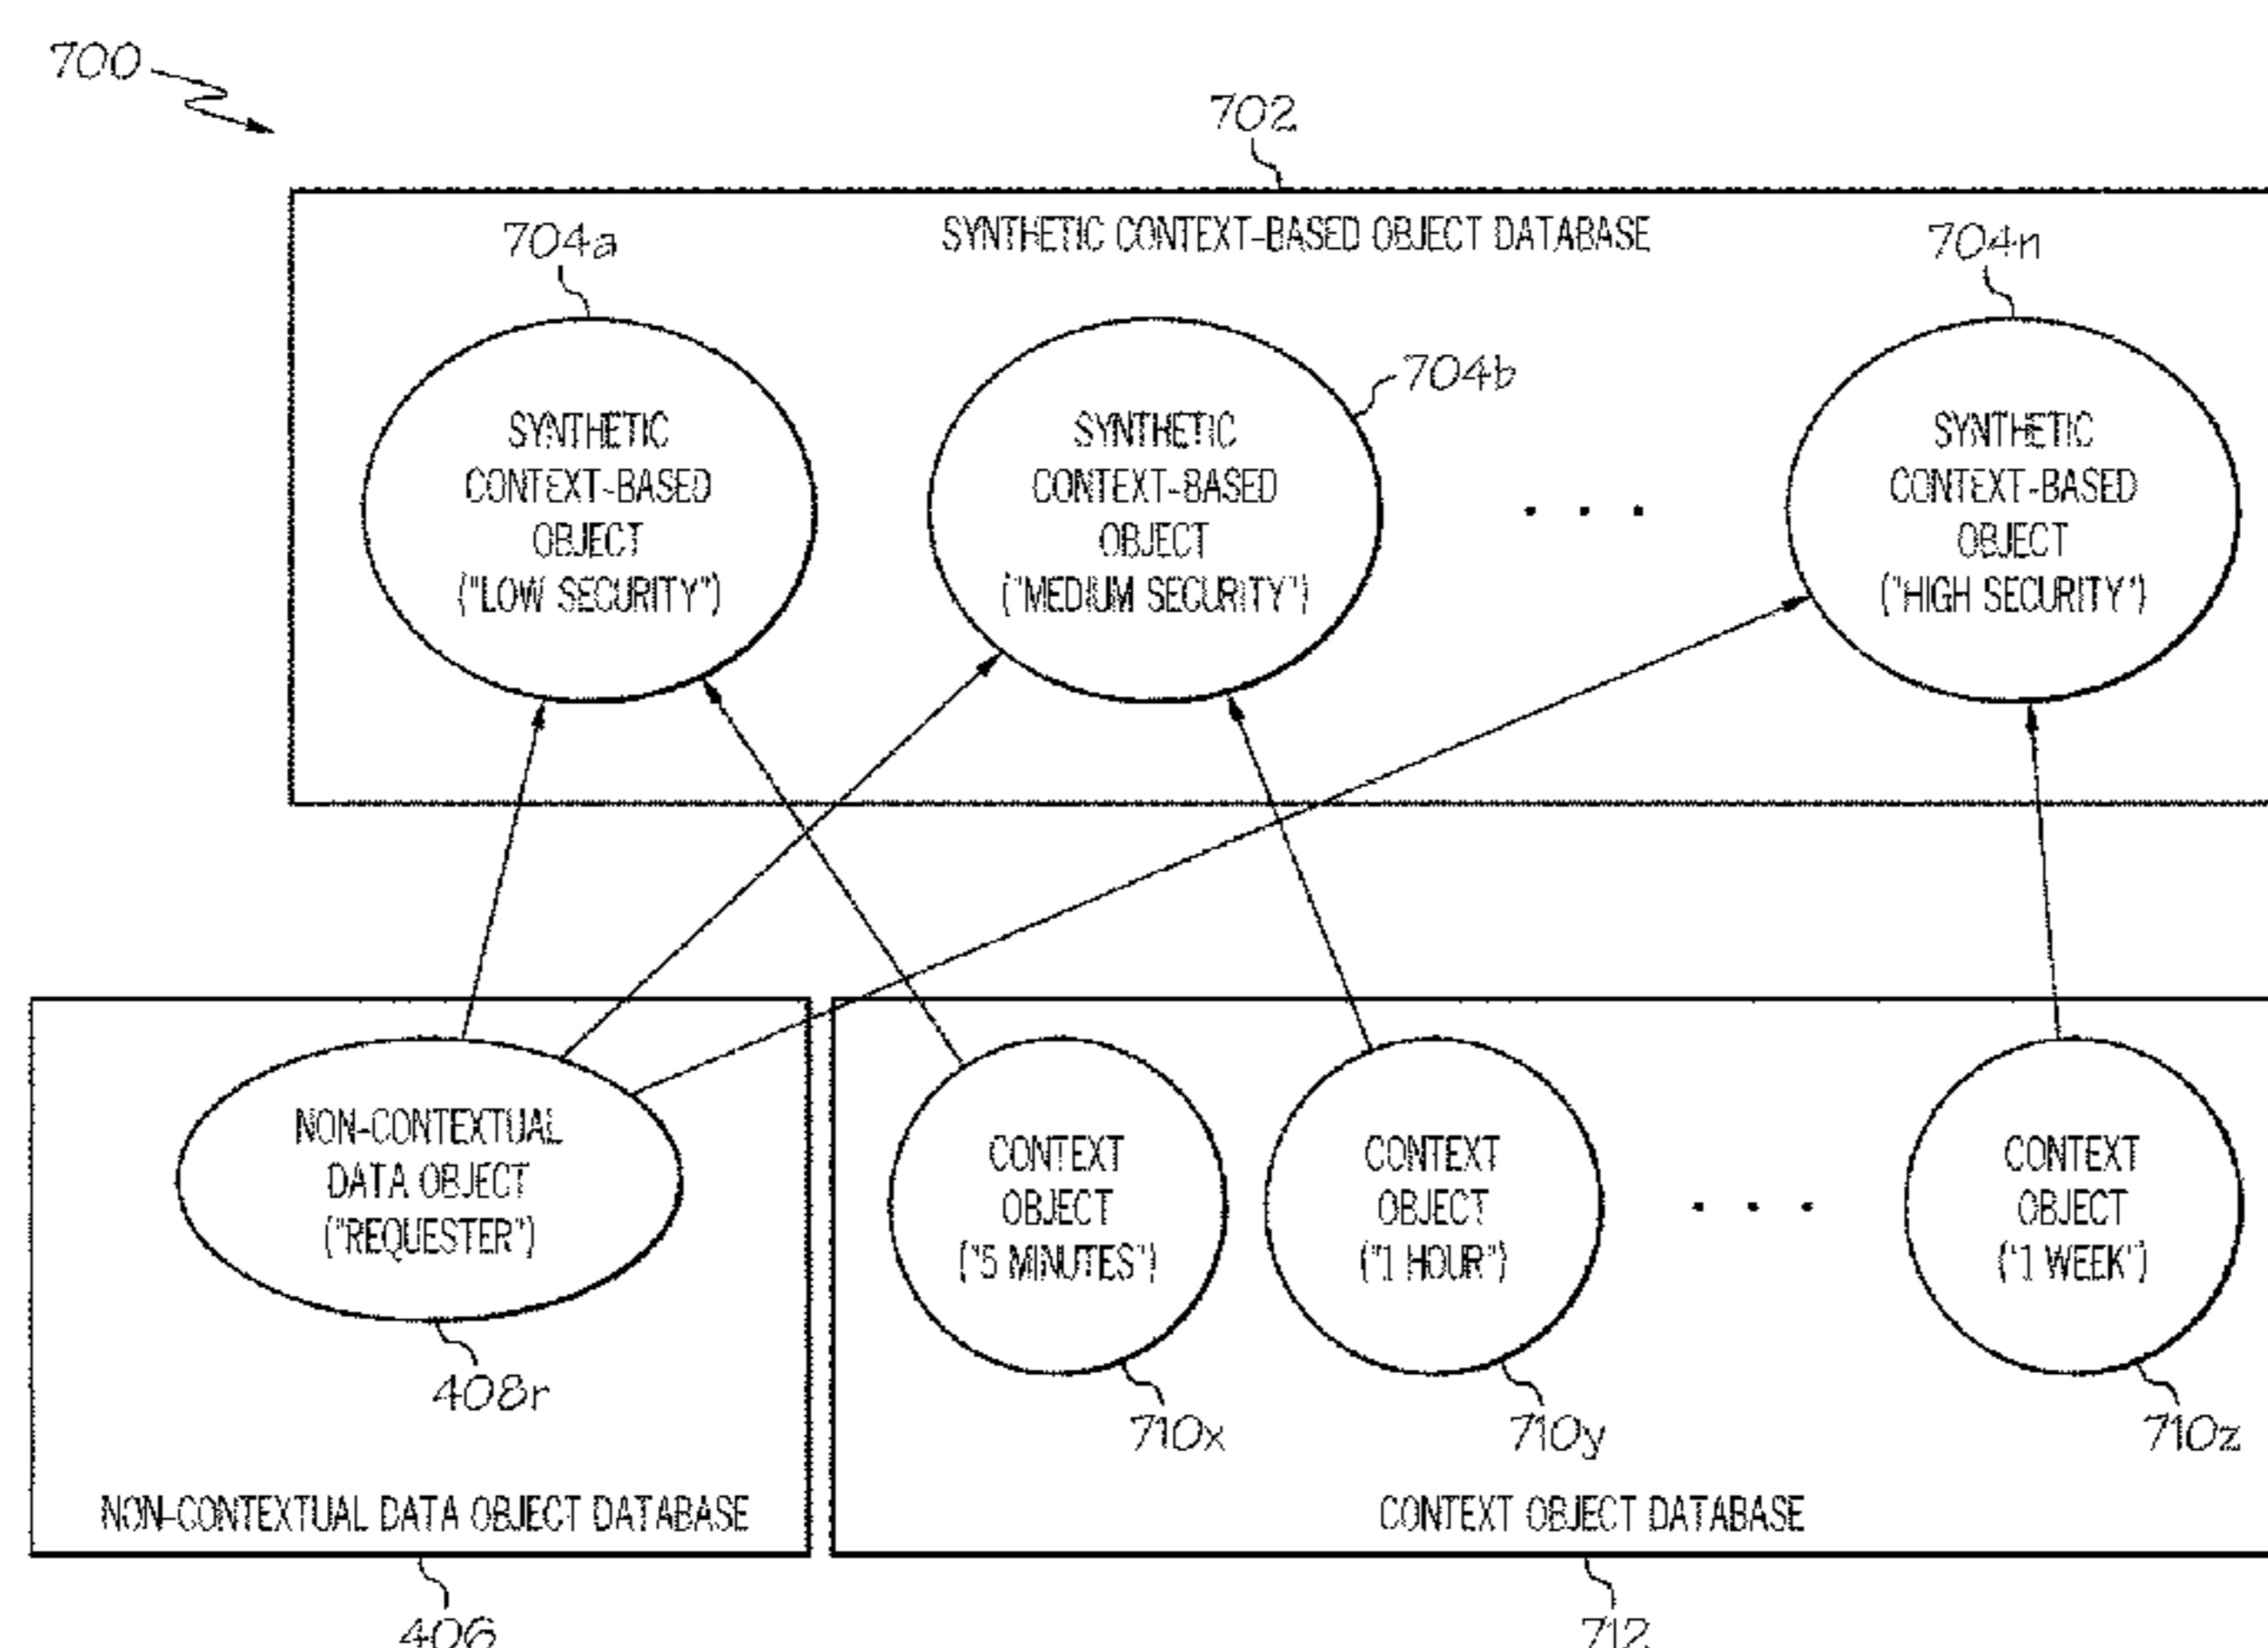 700
702
SYNTHETIC CONTEXT-BASED OBJECT DATABASE
704a
704n
704b
SYNTHETIC
CONTEXT-BASED
OBJECT
("LOW SECURITY")
SYNTHETIC
CONTEXT-BASED
OBJECT
("MEDIUM SECURITY")
. . .
SYNTHETIC
CONTEXT-BASED
OBJECT
("HIGH SECURITY")
NON-CONTEXTUAL
DATA OBJECT
("REQUESTER")
408r
NON-CONTEXTUAL DATA OBJECT DATABASE
406
CONTEXT
OBJECT
("5 MINUTES")
710x
CONTEXT
OBJECT
("1 HOUR")
710y
. . .
CONTEXT
OBJECT
("1 WEEK")
710z
CONTEXT OBJECT DATABASE
712